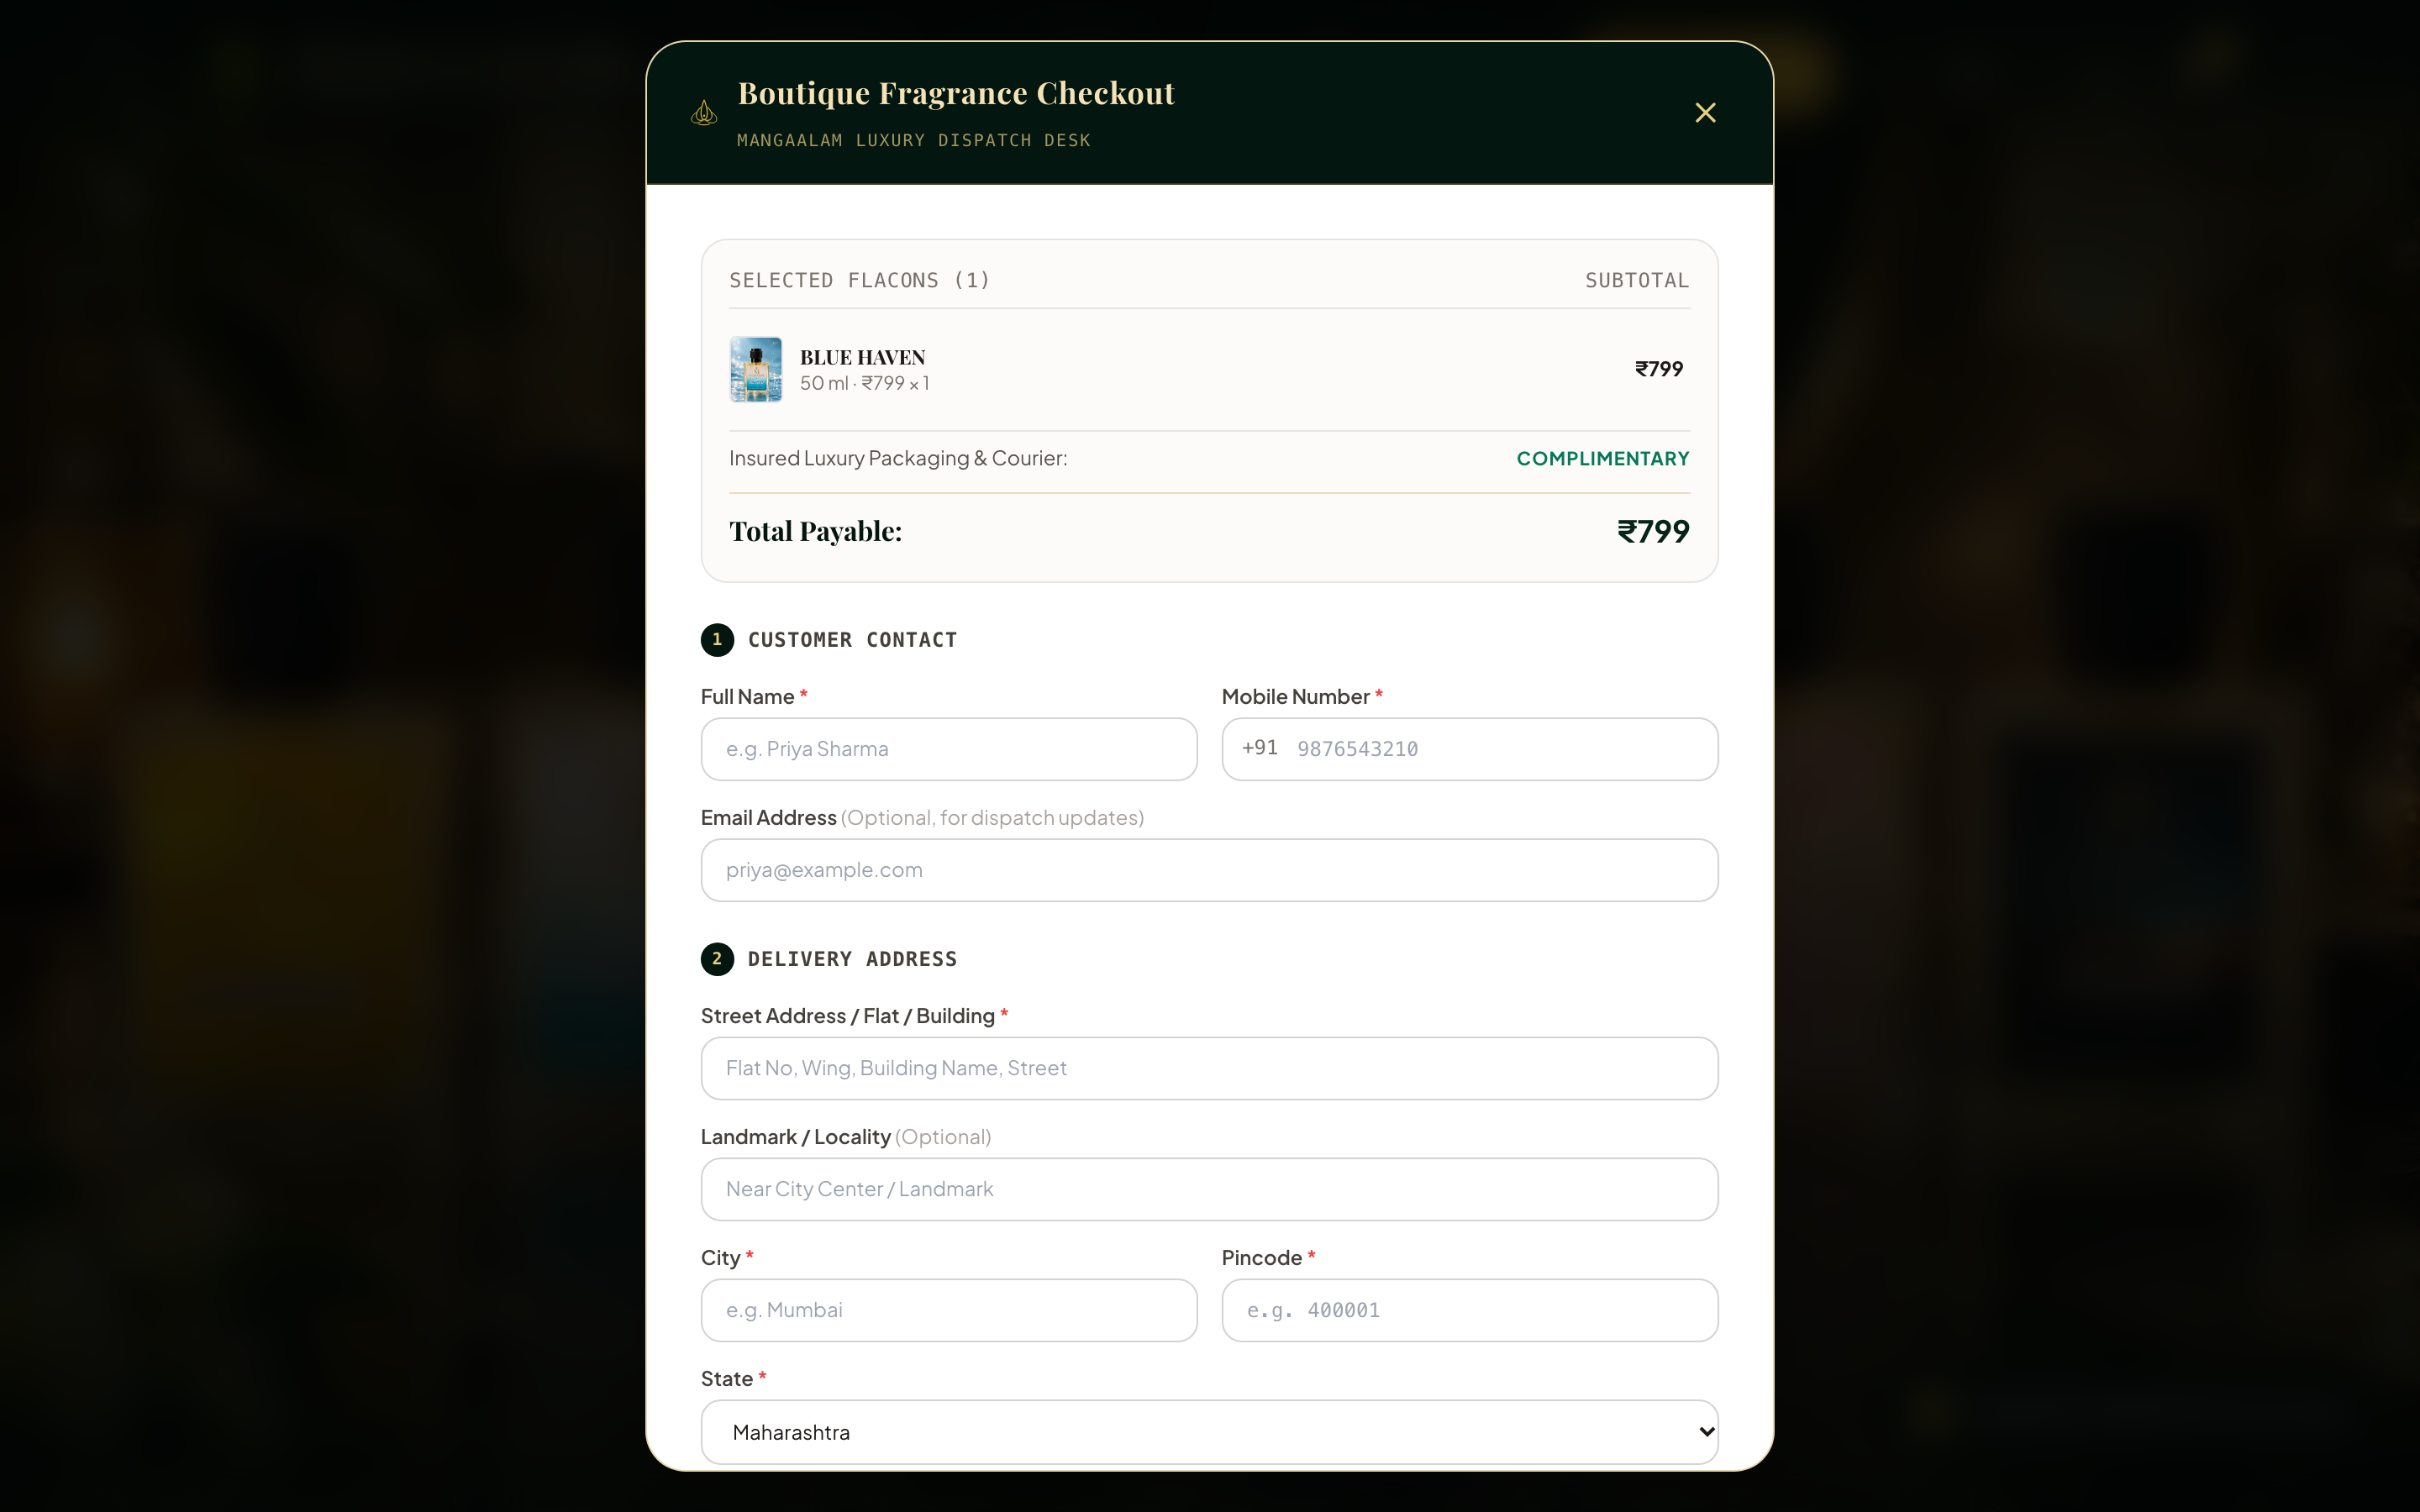 Boutique Fragrance Checkout
MANGAALAM LUXURY DISPATCH DESK
SELECTED FLACONS (1) SUBTOTAL
BLUE HAVEN
50 ml · ₹799 × 1 ₹799
Insured Luxury Packaging & Courier: COMPLIMENTARY
Total Payable: ₹799
1 CUSTOMER CONTACT
Full Name * Mobile Number *
e.g. Priya Sharma +91 9876543210
Email Address (Optional, for dispatch updates)
priya@example.com
2 DELIVERY ADDRESS
Street Address / Flat / Building *
Flat No, Wing, Building Name, Street
Landmark / Locality (Optional)
Near City Center / Landmark
City * Pincode *
e.g. Mumbai e.g. 400001
State *
Maharashtra